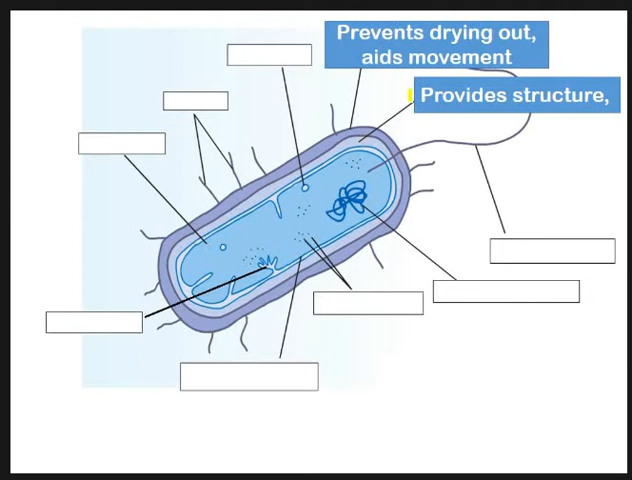 Prevents drying out,
aids movement
Provides structure,